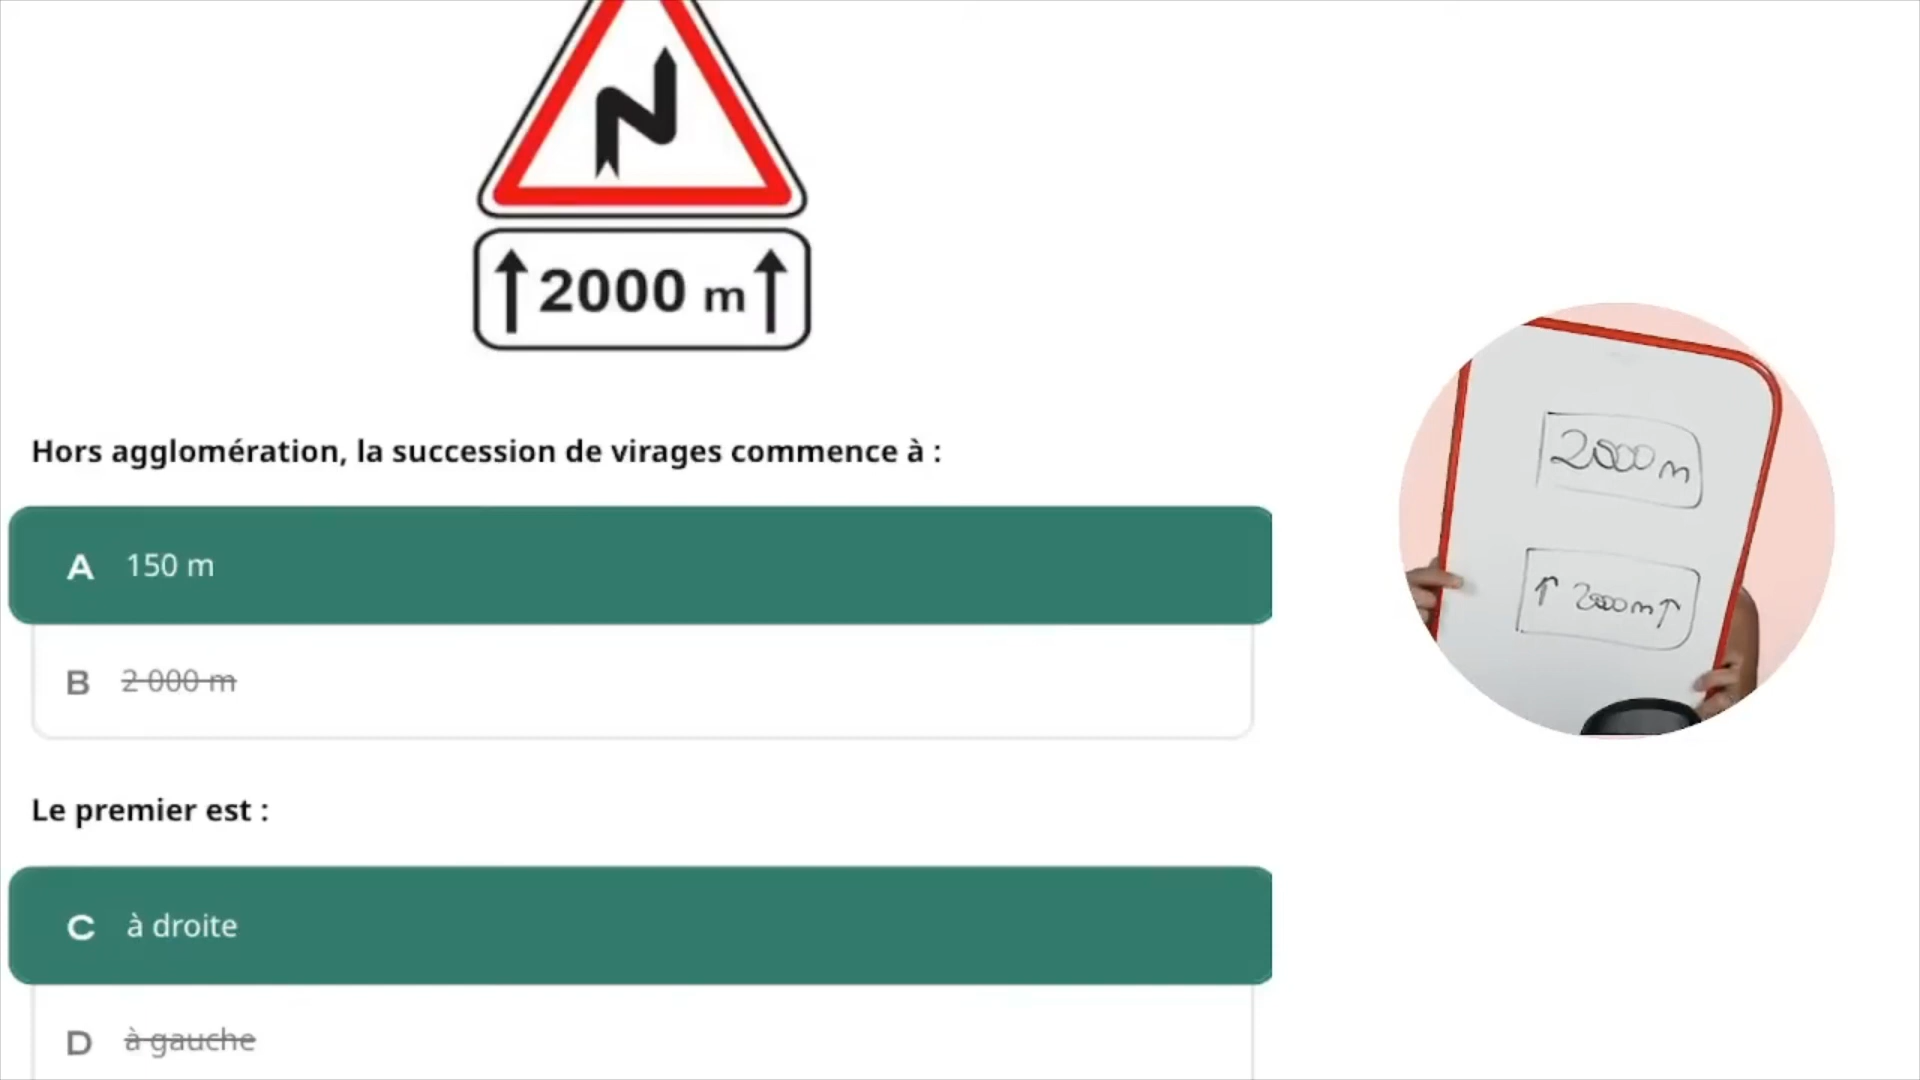 ↑ 2000 m ↑
Hors agglomération, la succession de virages commence à :
A 150 m
B 2 000 m
Le premier est :
C à droite
D à gauche
2000 m
↑ 2000 m ↑